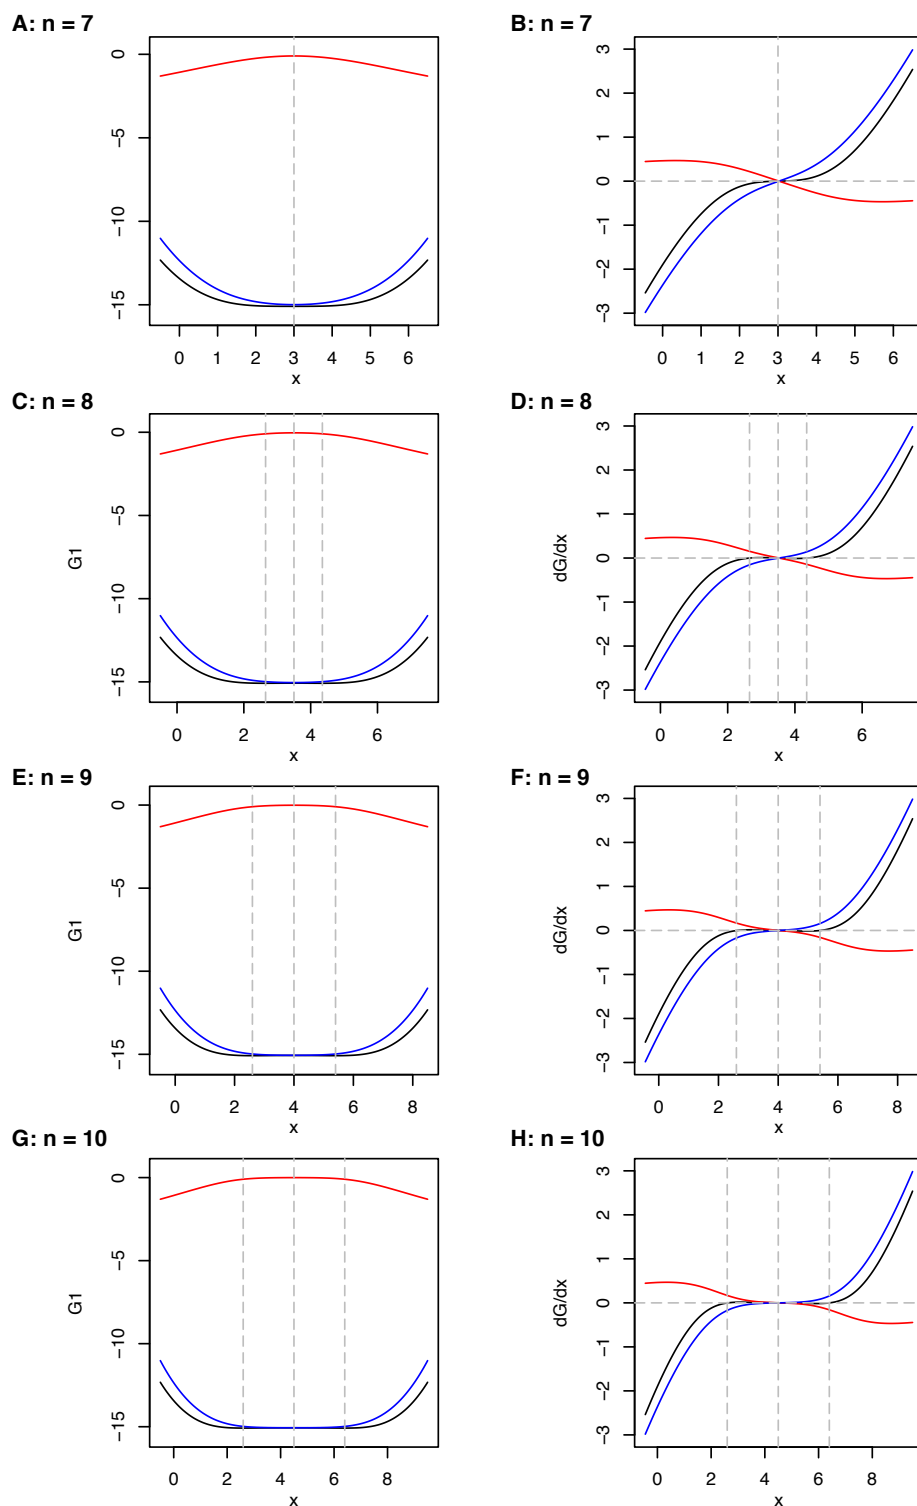 A: n = 7
0
−5
−10
−15
0 1 2 3 4 5 6
x
B: n = 7
3
2
1
0
−1
−2
−3
0 1 2 3 4 5 6
x
C: n = 8
G1
0
−5
−10
−15
0 2 4 6
x
D: n = 8
dG/dx
3
2
1
0
−1
−2
−3
0 2 4 6
x
E: n = 9
G1
0
−5
−10
−15
0 2 4 6 8
x
F: n = 9
dG/dx
3
2
1
0
−1
−2
−3
0 2 4 6 8
x
G: n = 10
G1
0
−5
−10
−15
0 2 4 6 8
x
H: n = 10
dG/dx
3
2
1
0
−1
−2
−3
0 2 4 6 8
x